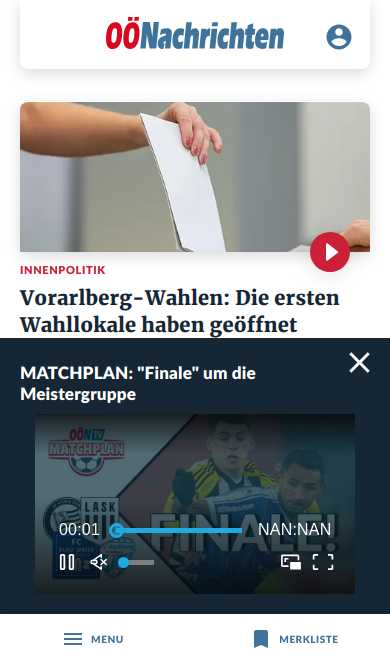 OÖNachrichten
INNENPOLITIK
Vorarlberg-Wahlen: Die ersten
Wahllokale haben geöffnet
MATCHPLAN: "Finale" um die
Meistergruppe
OÖN TV
MATCHPLAN
LASK
FC
FINALE!
00:01
NAN:NAN
MENU
MERKLISTE